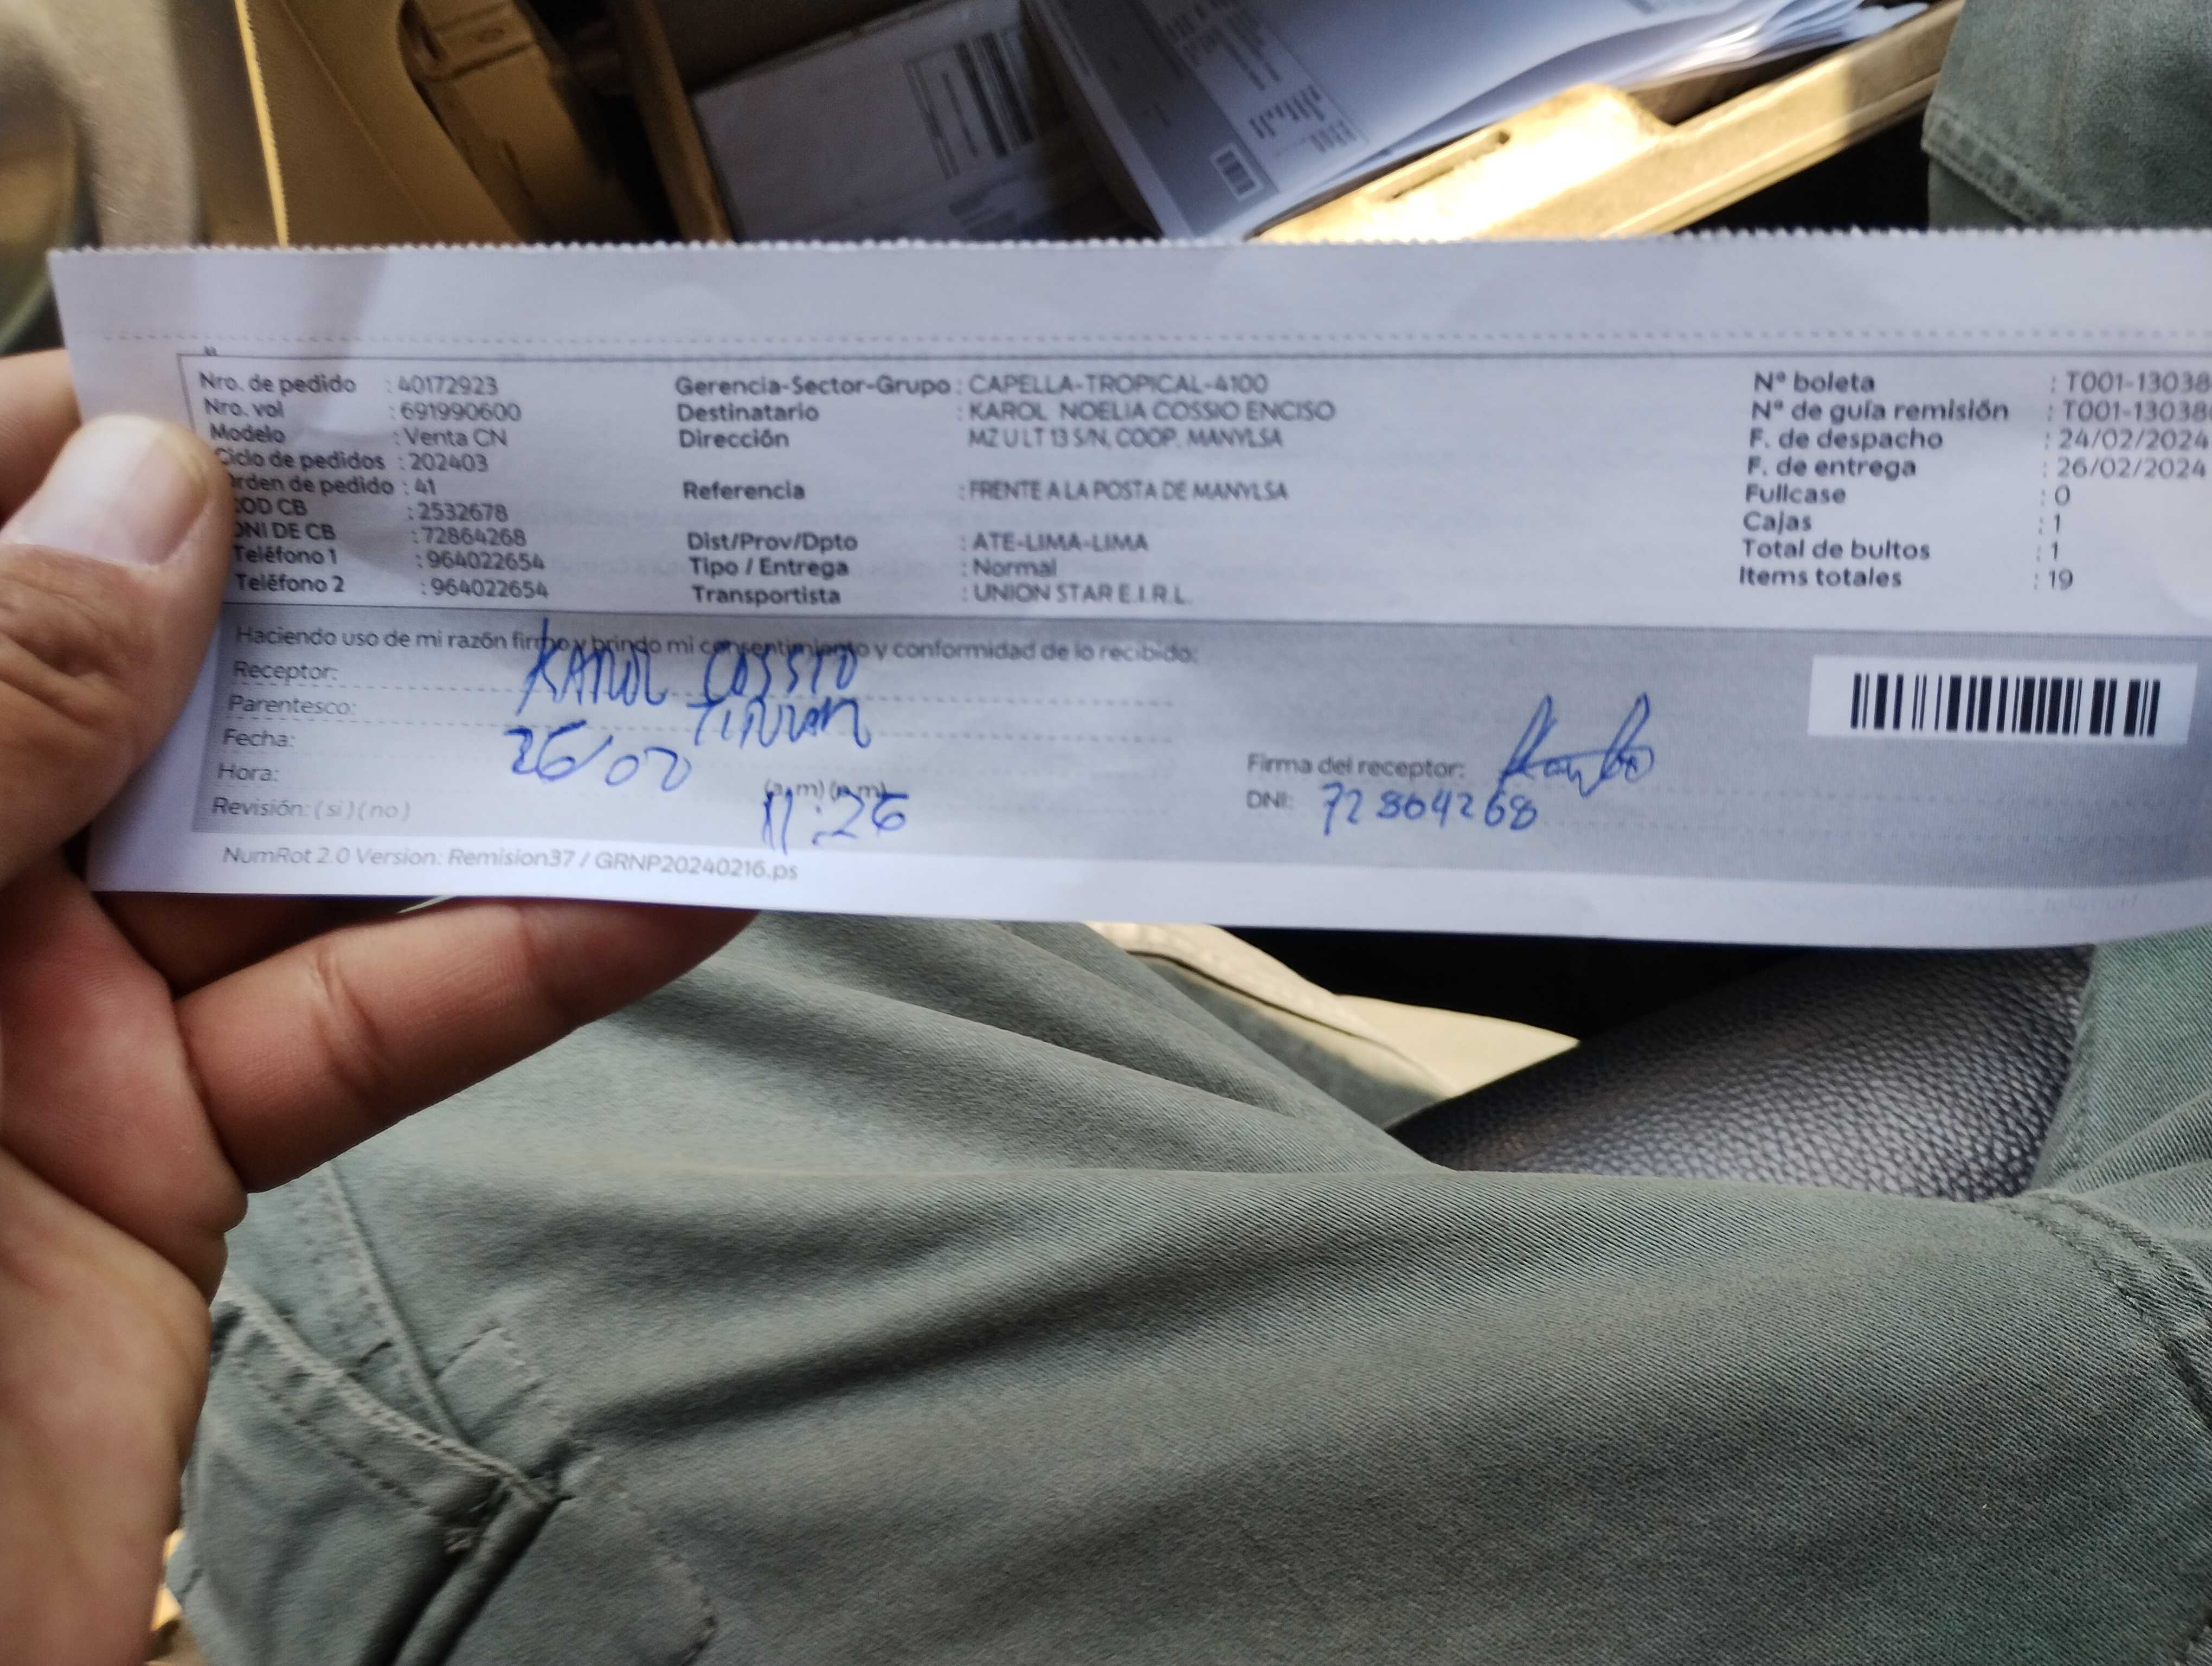 Nro. de pedido : 40172923
Nro. vol : 691990600
Modelo : Venta CN
Ciclo de pedidos : 202403
rden de pedido : 41
OD CB : 2532678
NI DE CB : 72864268
Teléfono 1 : 964022654
Teléfono 2 : 964022654
Gerencia-Sector-Grupo : CAPELLA-TROPICAL-4100
Destinatario : KAROL NOELIA COSSIO ENCISO
Dirección MZ U LT 13 S/N, COOP. MANYLSA
Referencia : FRENTE A LA POSTA DE MANYLSA
Dist/Prov/Dpto : ATE-LIMA-LIMA
Tipo / Entrega : Normal
Transportista : UNION STAR E.I.R.L.
Nº boleta : T001-13038
Nº de guía remisión : T001-13038
F. de despacho : 24/02/2024
F. de entrega : 26/02/2024
Fullcase : 0
Cajas : 1
Total de bultos : 1
Items totales : 19
Haciendo uso de mi razón firmo y brindo mi consentimiento y conformidad de lo recibido:
Receptor: KAROL COSSIO
Parentesco: TITULAR
Fecha: 26/02
Hora: (a.m) (p.m) 11:26
Revisión: ( si ) ( no )
Firma del receptor:
DNI: 72864268
NumRot 2.0 Version: Remision37 / GRNP20240216.ps